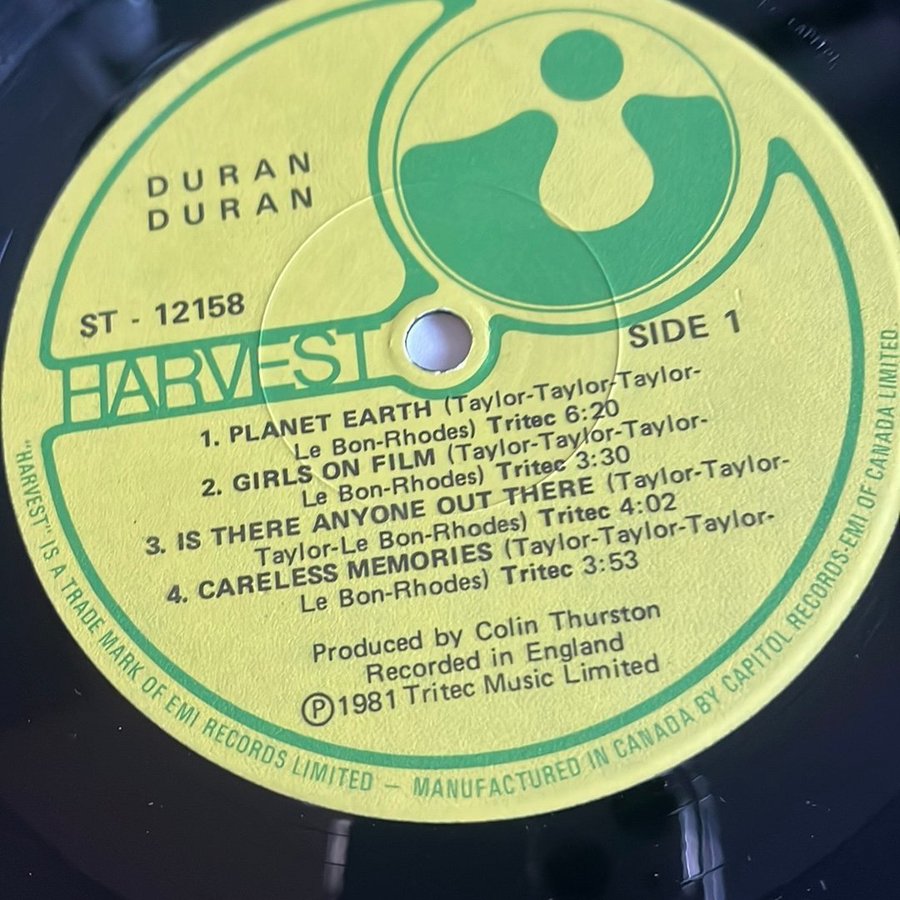 DURAN
DURAN
ST - 12158
HARVEST
SIDE 1
1. PLANET EARTH (Taylor-Taylor-Taylor-
Le Bon-Rhodes) Tritec 6:20
2. GIRLS ON FILM (Taylor-Taylor-Taylor-
Le Bon-Rhodes) Tritec 3:30
3. IS THERE ANYONE OUT THERE (Taylor-Taylor-
Taylor-Le Bon-Rhodes) Tritec 4:02
4. CARELESS MEMORIES (Taylor-Taylor-Taylor-
Le Bon-Rhodes) Tritec 3:53
Produced by Colin Thurston
Recorded in England
Ⓟ1981 Tritec Music Limited
"HARVEST" IS A TRADE MARK OF EMI RECORDS LIMITED – MANUFACTURED IN CANADA BY CAPITOL RECORDS-EMI OF CANADA LIMITED.